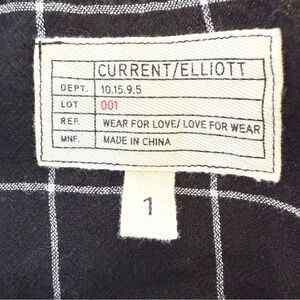 CURRENT/ELLIOTT
DEPT. 10.15.9.5
LOT 001
REF. WEAR FOR LOVE/ LOVE FOR WEAR
MNF. MADE IN CHINA
1